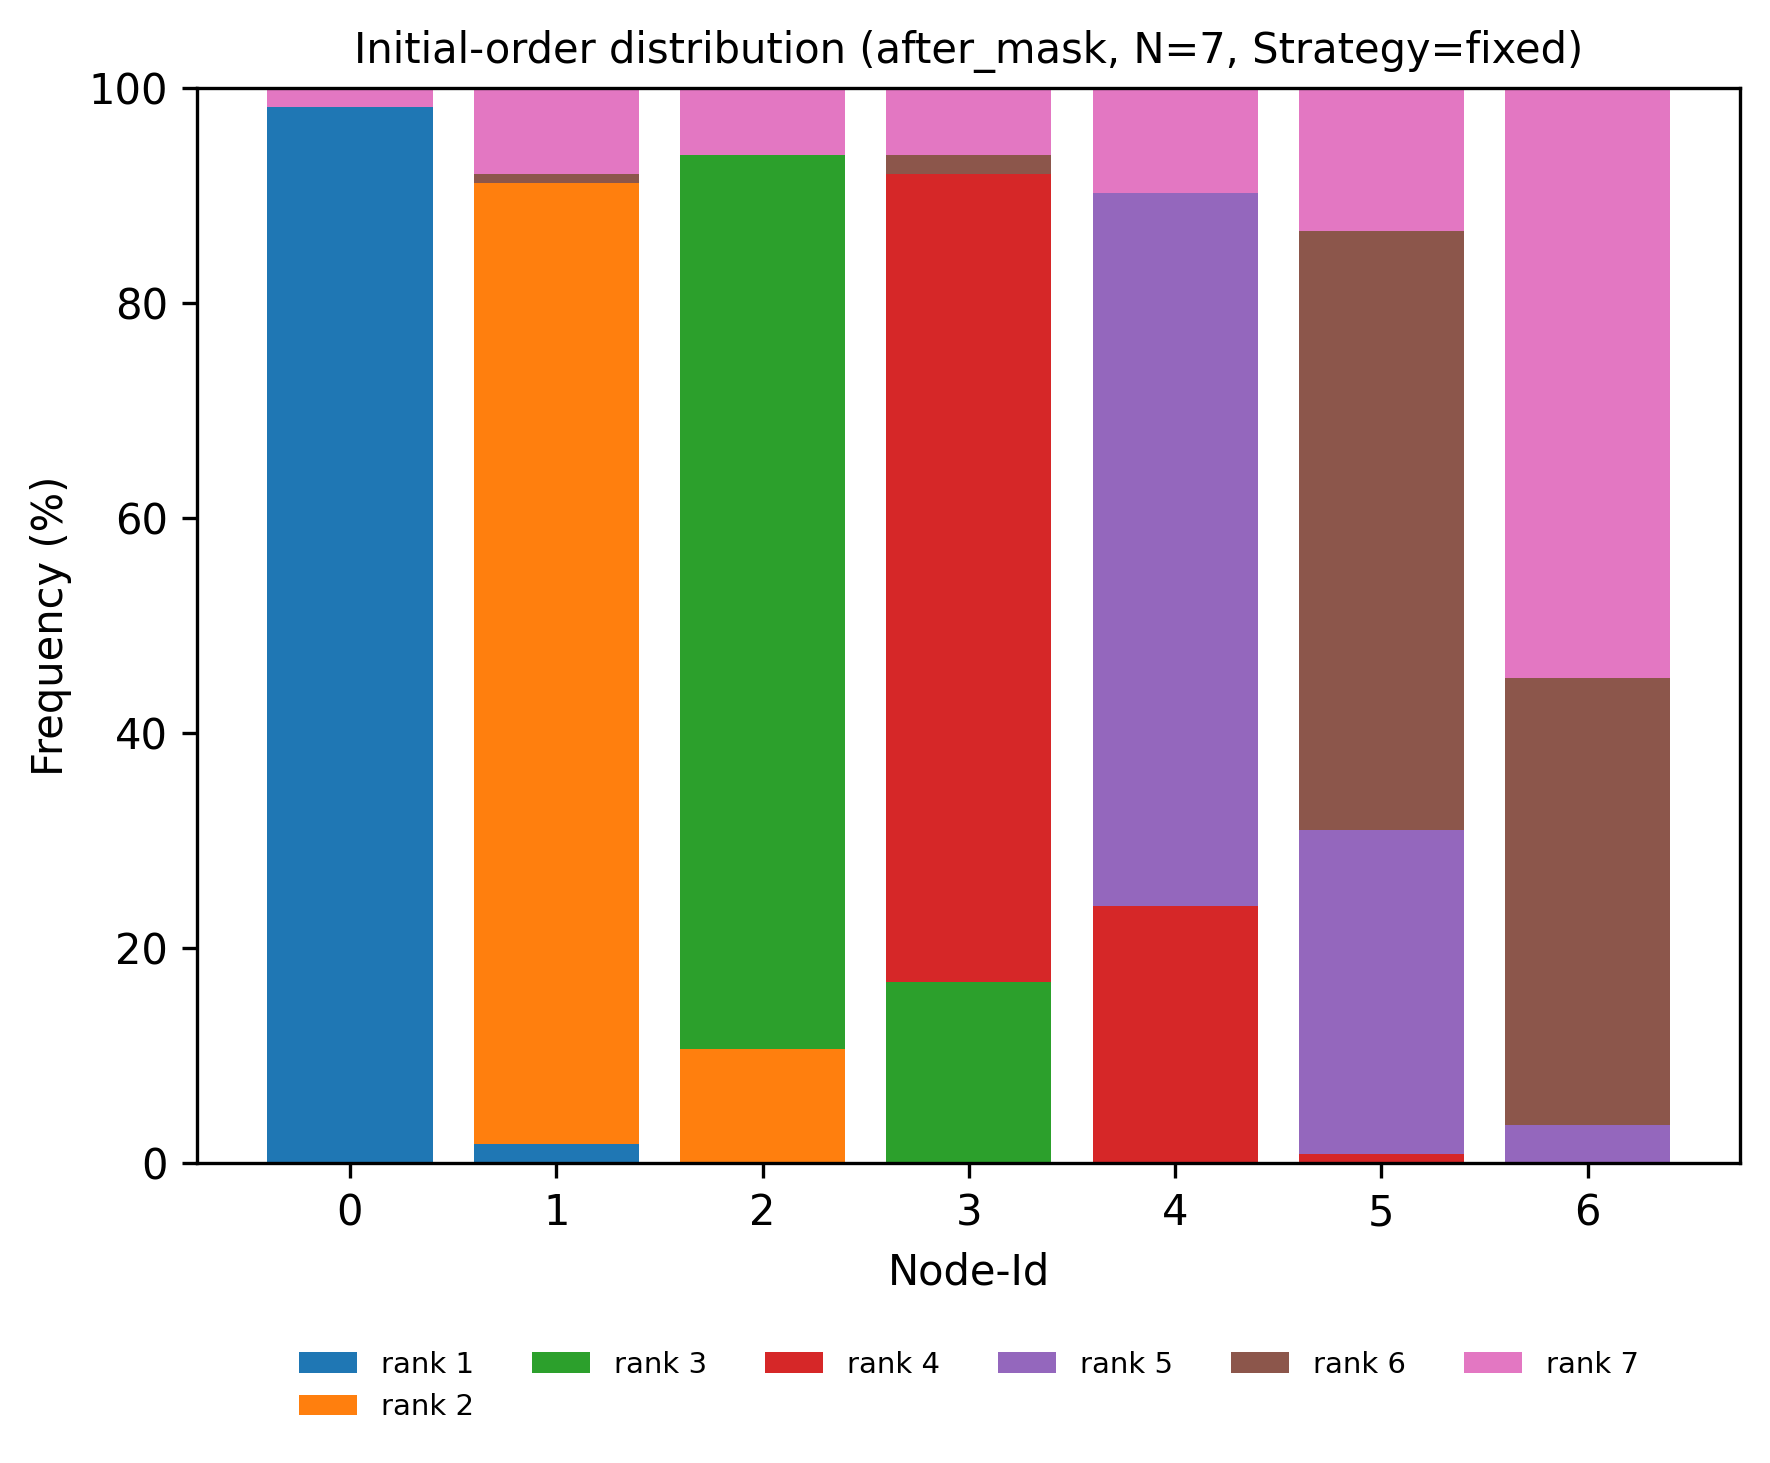 Initial-order distribution (after_mask, N=7, Strategy=fixed)
100
80
60
40
20
0
Frequency (%)
0 1 2 3 4 5 6
Node-Id
rank 1 rank 3 rank 4 rank 5 rank 6 rank 7
rank 2